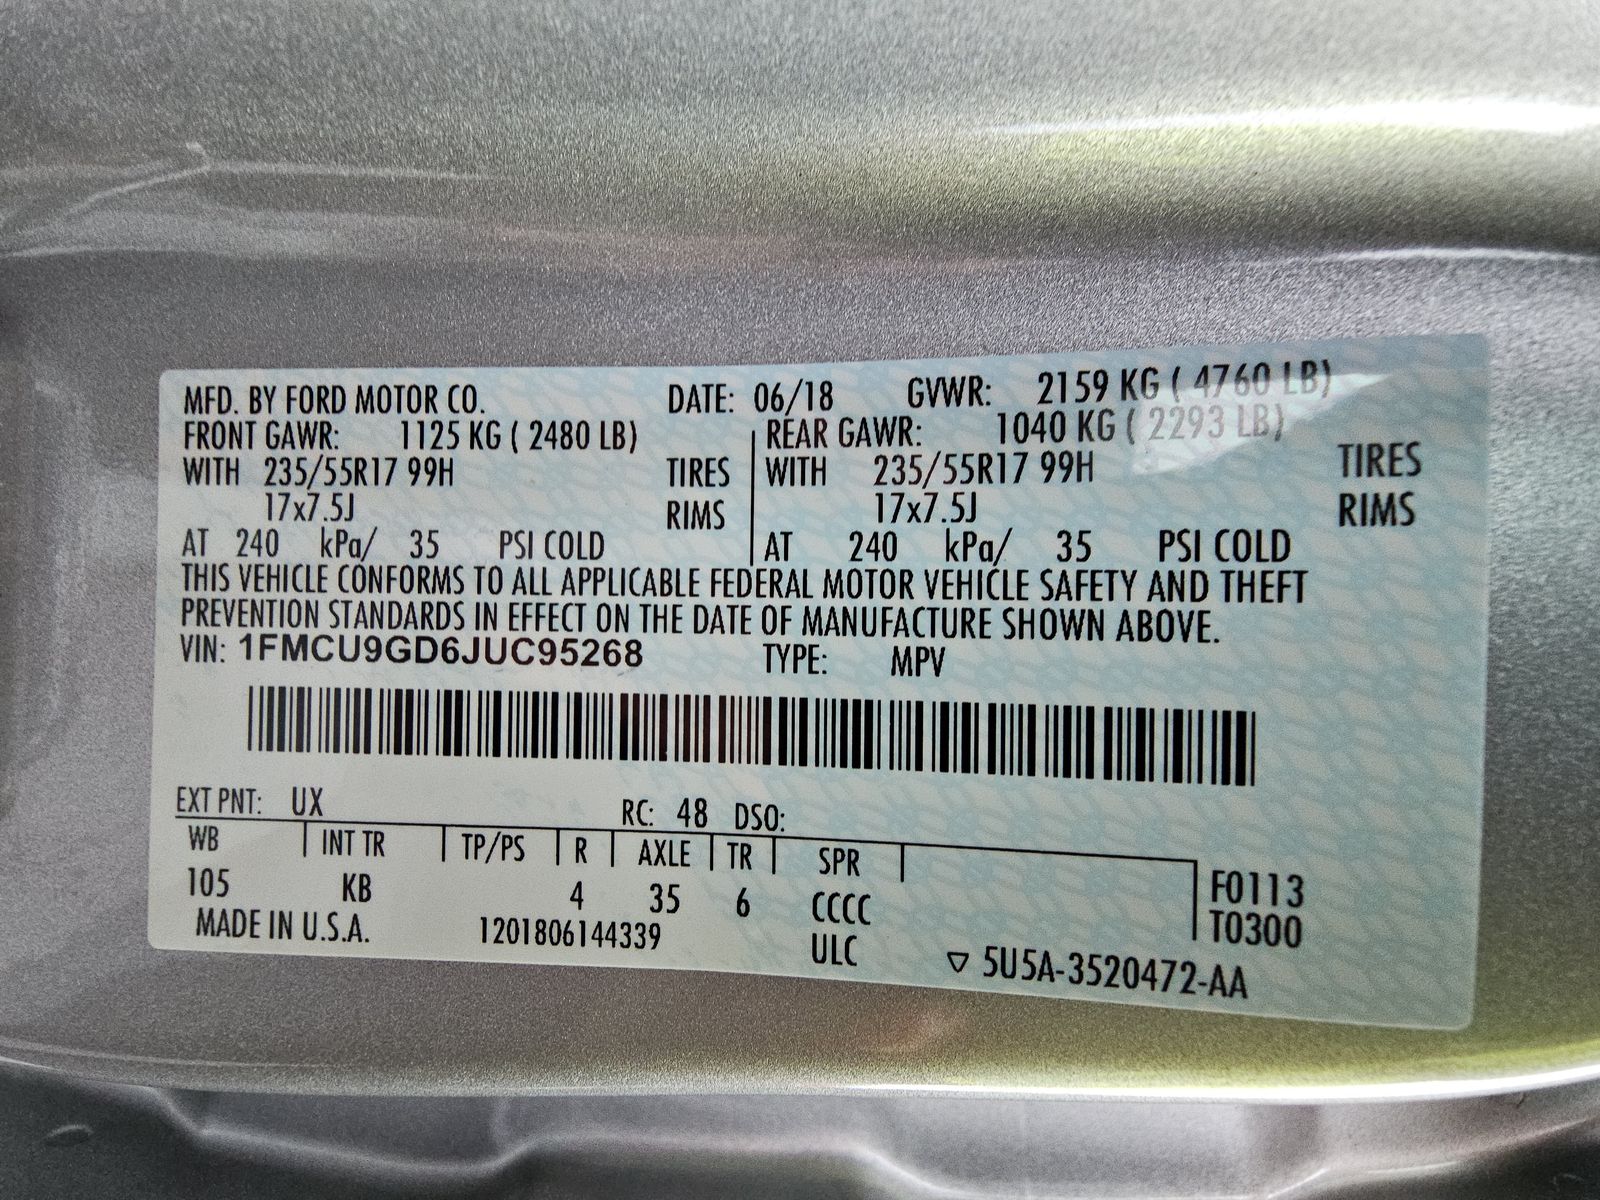 MFD. BY FORD MOTOR CO. DATE: 06/18 GVWR: 2159 KG ( 4760 LB)
FRONT GAWR: 1125 KG ( 2480 LB) REAR GAWR: 1040 KG ( 2293 LB)
WITH 235/55R17 99H TIRES WITH 235/55R17 99H TIRES
17x7.5J RIMS 17x7.5J RIMS
AT 240 kPa/ 35 PSI COLD AT 240 kPa/ 35 PSI COLD
THIS VEHICLE CONFORMS TO ALL APPLICABLE FEDERAL MOTOR VEHICLE SAFETY AND THEFT
PREVENTION STANDARDS IN EFFECT ON THE DATE OF MANUFACTURE SHOWN ABOVE.
VIN: 1FMCU9GD6JUC95268 TYPE: MPV
EXT PNT: UX RC: 48 DSO:
WB INT TR TP/PS R AXLE TR SPR
105 KB 4 35 6 CCCC F0113
MADE IN U.S.A. 1201806144339 ULC T0300
▽ 5U5A-3520472-AA